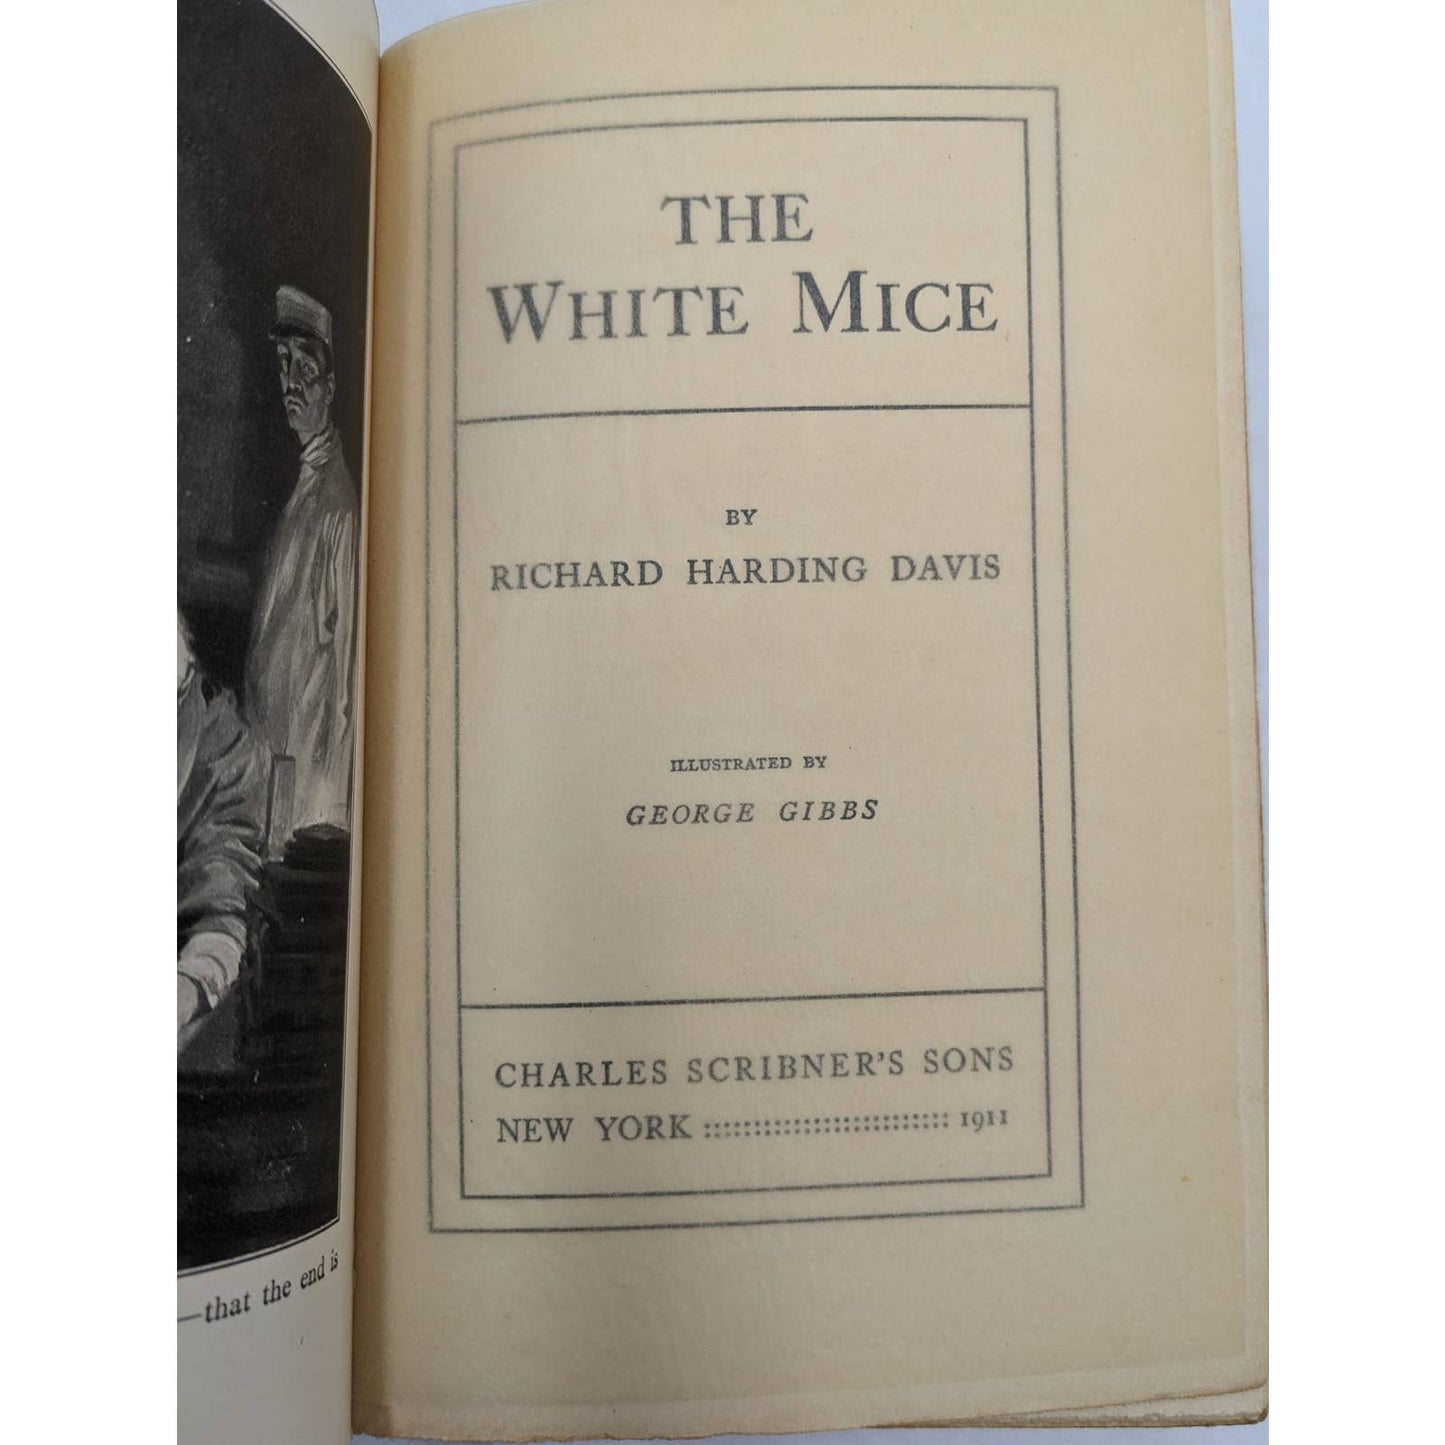 —that the end is
THE
WHITE MICE
BY
RICHARD HARDING DAVIS
ILLUSTRATED BY
GEORGE GIBBS
CHARLES SCRIBNER'S SONS
NEW YORK :::::::::::::::::::::::: 1911